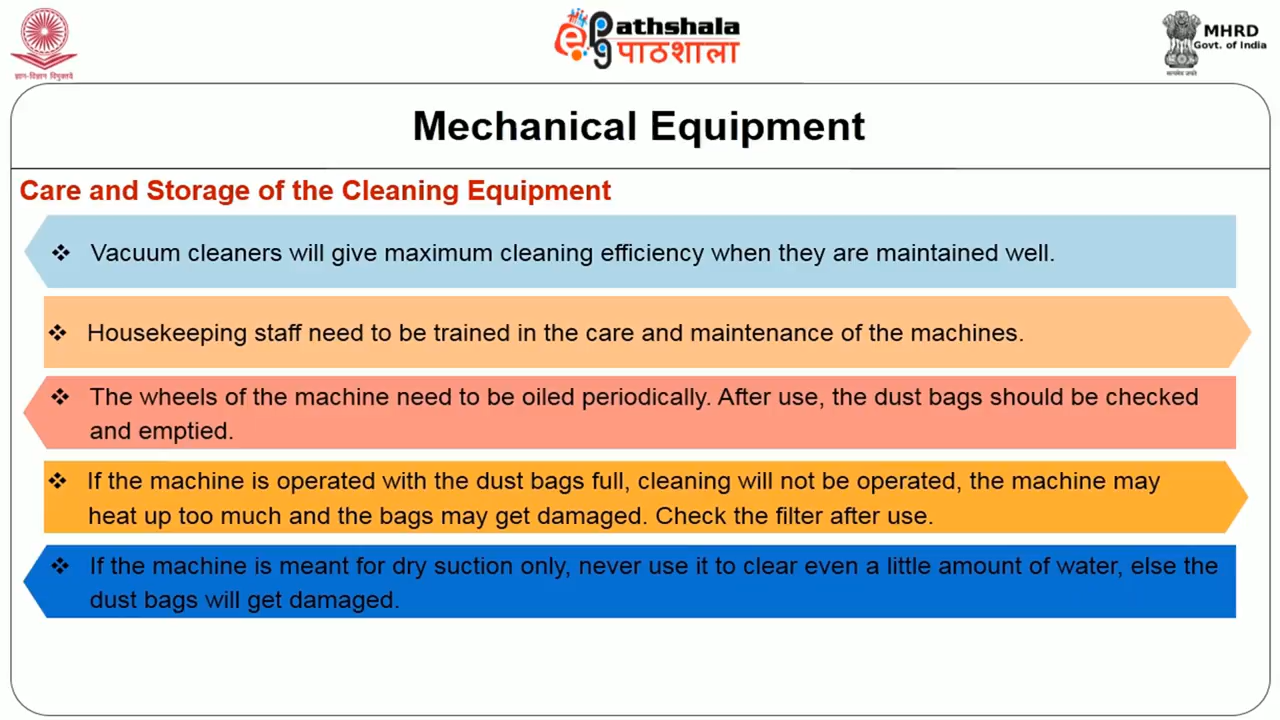 ज्ञान-विज्ञान विमुक्तये
ePathshala
पाठशाला
MHRD
Govt. of India
सत्यमेव जयते
Mechanical Equipment
Care and Storage of the Cleaning Equipment
❖ Vacuum cleaners will give maximum cleaning efficiency when they are maintained well.
❖ Housekeeping staff need to be trained in the care and maintenance of the machines.
❖ The wheels of the machine need to be oiled periodically. After use, the dust bags should be checked
and emptied.
❖ If the machine is operated with the dust bags full, cleaning will not be operated, the machine may
heat up too much and the bags may get damaged. Check the filter after use.
❖ If the machine is meant for dry suction only, never use it to clear even a little amount of water, else the
dust bags will get damaged.